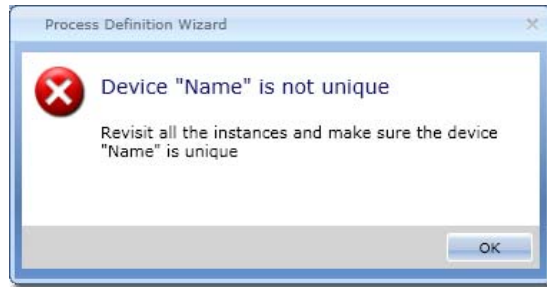 Process Definition Wizard
Device "Name" is not unique
Revisit all the instances and make sure the device
"Name" is unique
OK